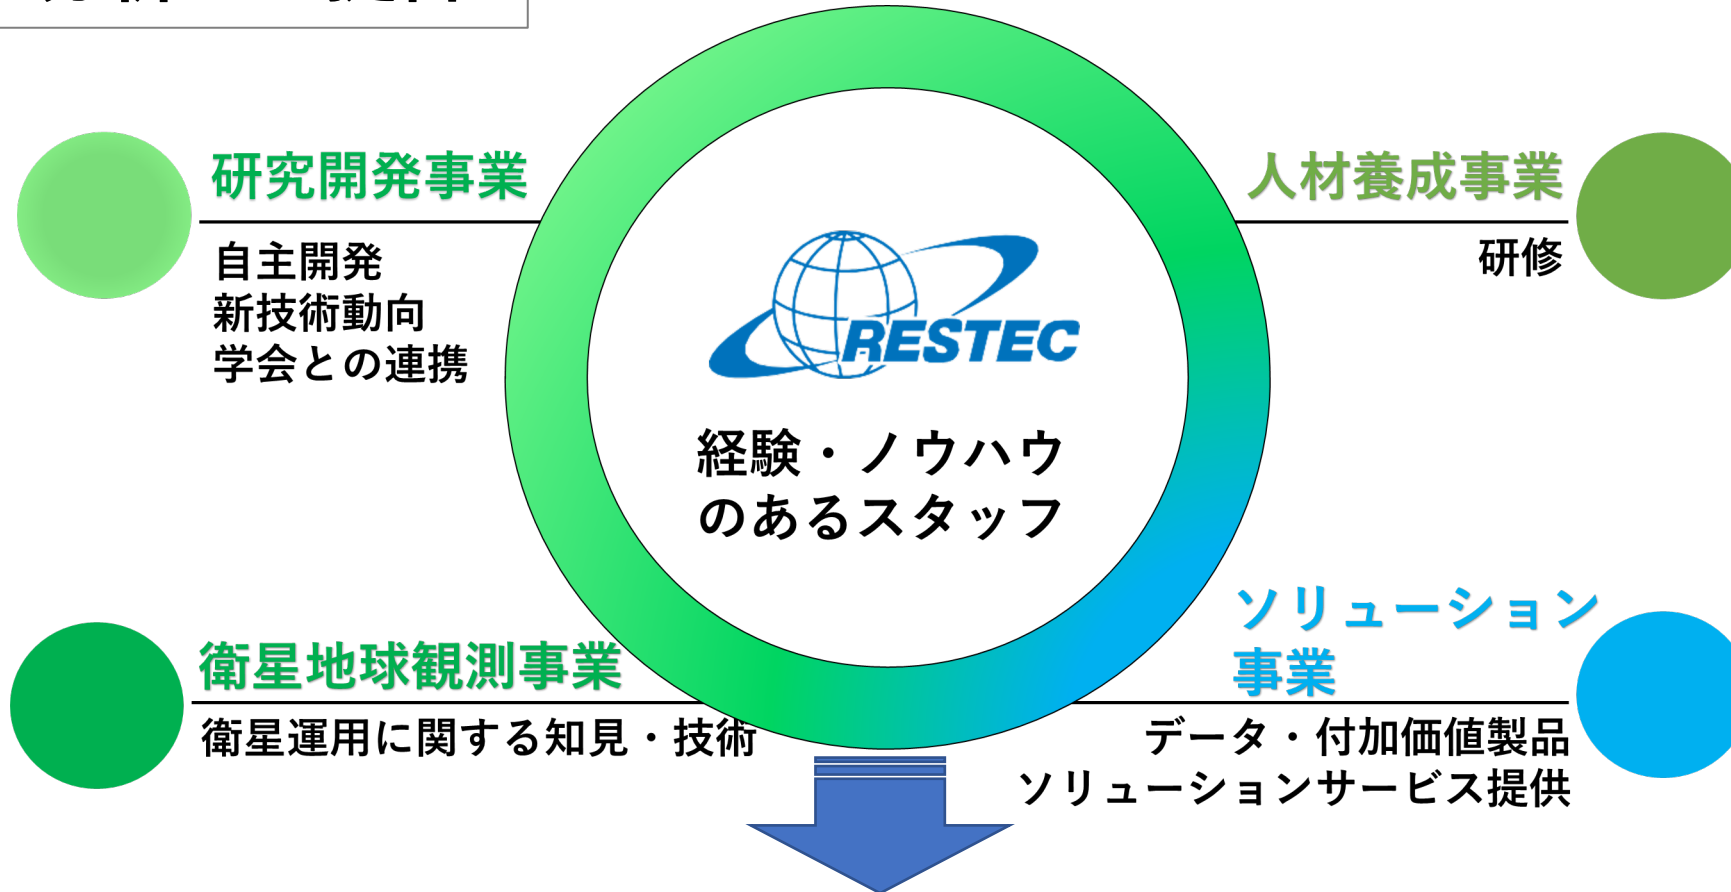 研究開発事業
自主開発
新技術動向
学会との連携
人材養成事業
研修
RESTEC
経験・ノウハウ
のあるスタッフ
衛星地球観測事業
衛星運用に関する知見・技術
ソリューション
事業
データ・付加価値製品
ソリューションサービス提供